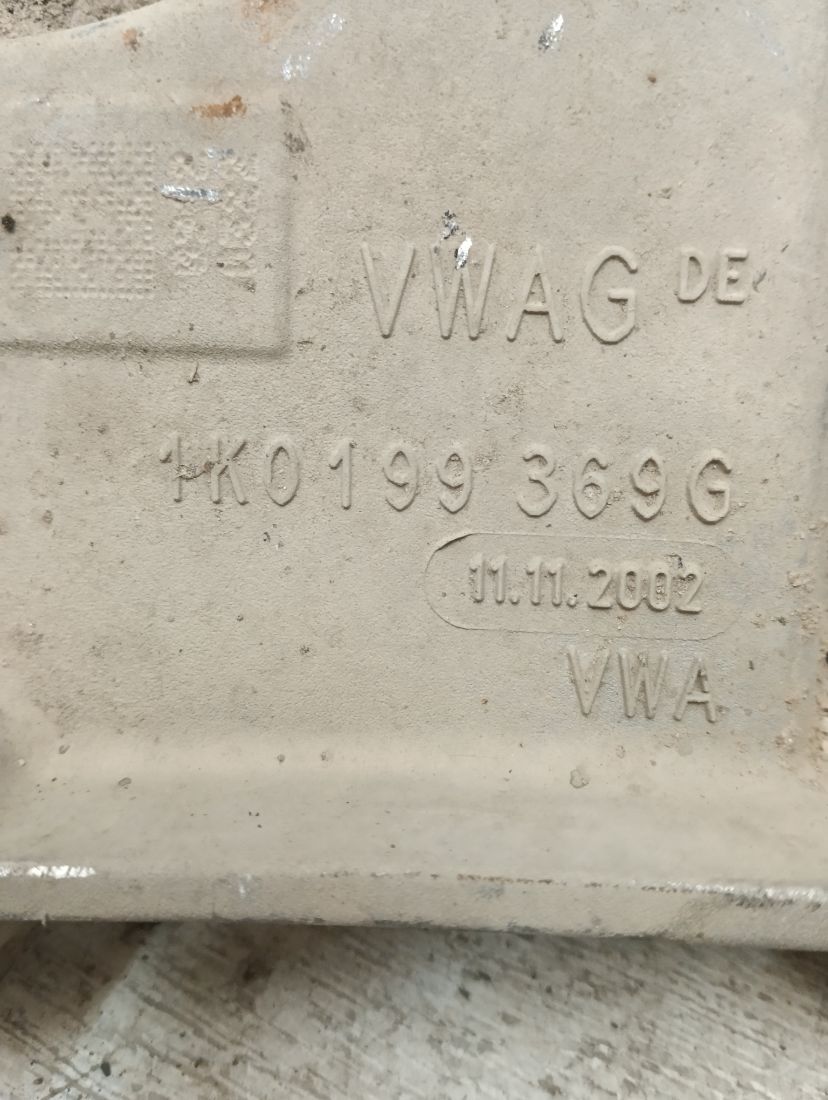 VWAG DE
1K0 199 369 G
11.11.2002
VWA